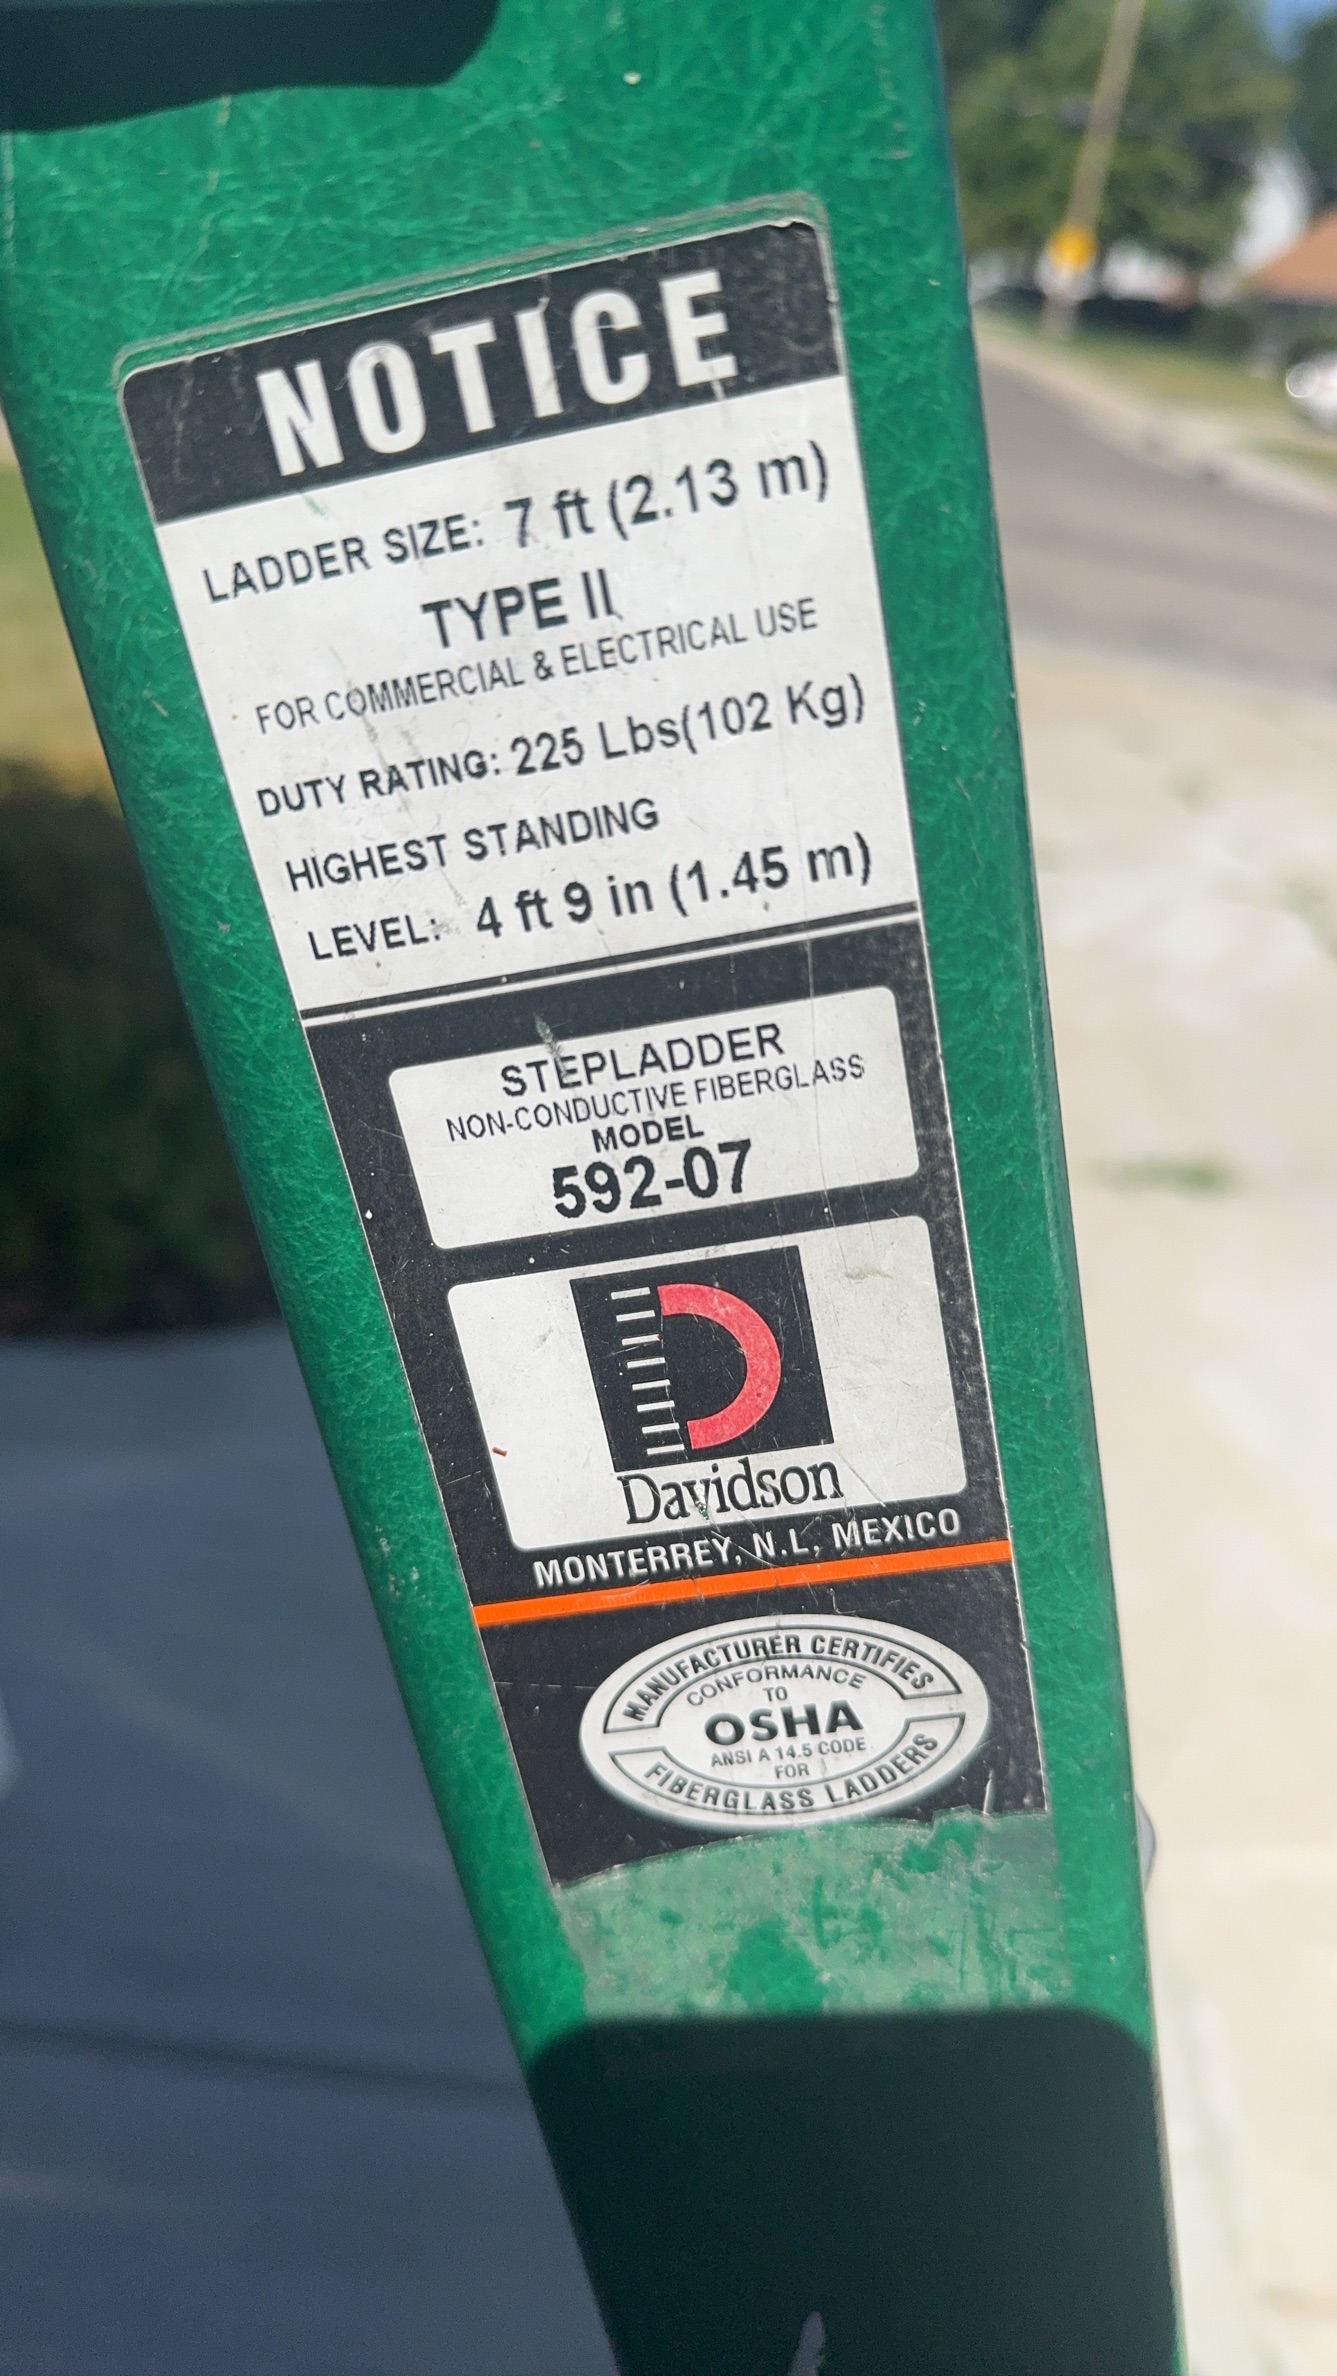 NOTICE
LADDER SIZE: 7 ft (2.13 m)
TYPE II
FOR COMMERCIAL & ELECTRICAL USE
DUTY RATING: 225 Lbs(102 Kg)
HIGHEST STANDING
LEVEL: 4 ft 9 in (1.45 m)
STEPLADDER
NON-CONDUCTIVE FIBERGLASS
MODEL
592-07
Davidson
MONTERREY, N.L, MEXICO
MANUFACTURER CERTIFIES
CONFORMANCE
TO
OSHA
ANSI A 14.5 CODE
FOR
FIBERGLASS LADDERS